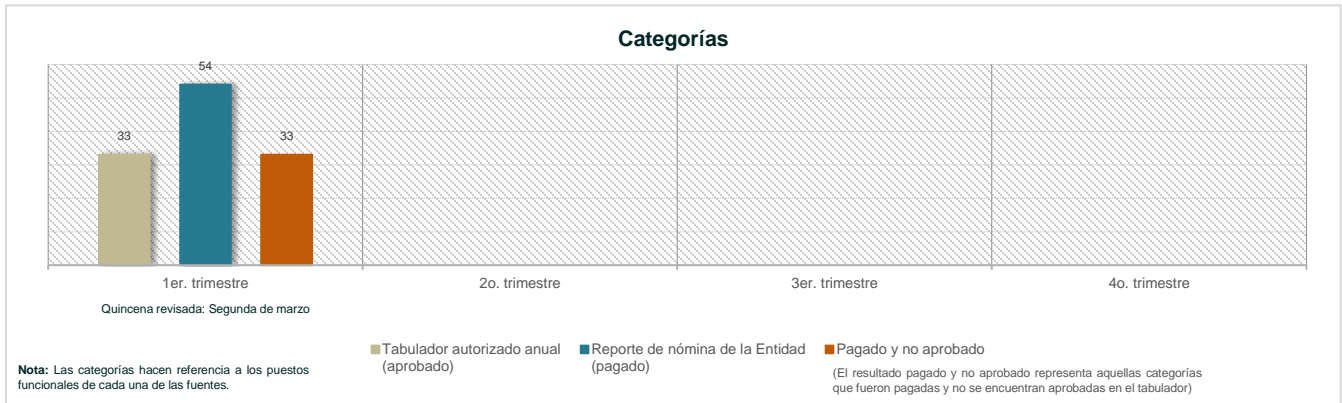 Categorías
54
33
33
1er. trimestre
2o. trimestre
3er. trimestre
4o. trimestre
Quincena revisada: Segunda de marzo
Tabulador autorizado anual
(aprobado)
Reporte de nómina de la Entidad
(pagado)
Pagado y no aprobado
(El resultado pagado y no aprobado representa aquellas categorías
que fueron pagadas y no se encuentran aprobadas en el tabulador)
Nota: Las categorías hacen referencia a los puestos
funcionales de cada una de las fuentes.